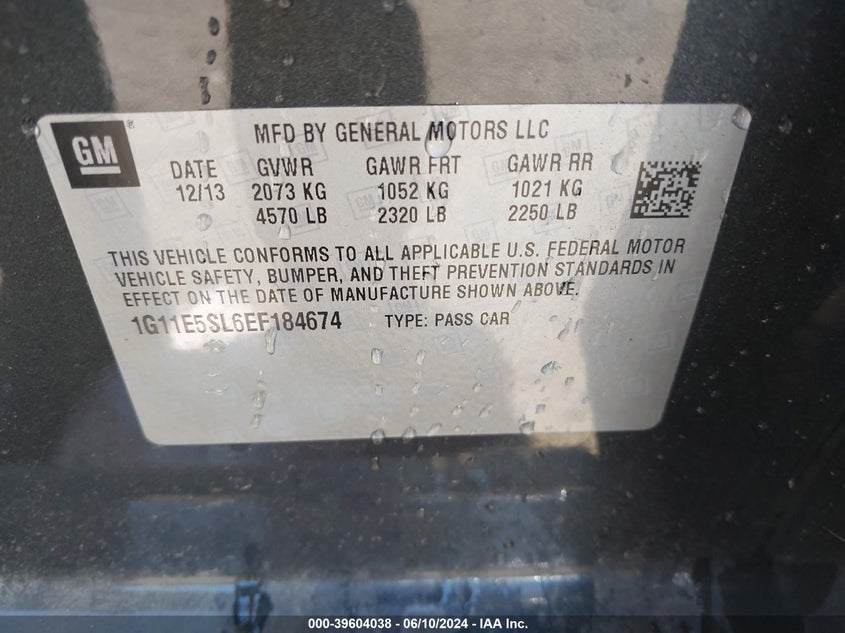 GM
MFD BY GENERAL MOTORS LLC
DATE GVWR GAWR FRT GAWR RR
12/13 2073 KG 1052 KG 1021 KG
4570 LB 2320 LB 2250 LB
THIS VEHICLE CONFORMS TO ALL APPLICABLE U.S. FEDERAL MOTOR
VEHICLE SAFETY, BUMPER, AND THEFT PREVENTION STANDARDS IN
EFFECT ON THE DATE OF MANUFACTURE SHOWN ABOVE.
1G11E5SL6EF184674 TYPE: PASS CAR
000-39604038 - 06/10/2024 - IAA Inc.